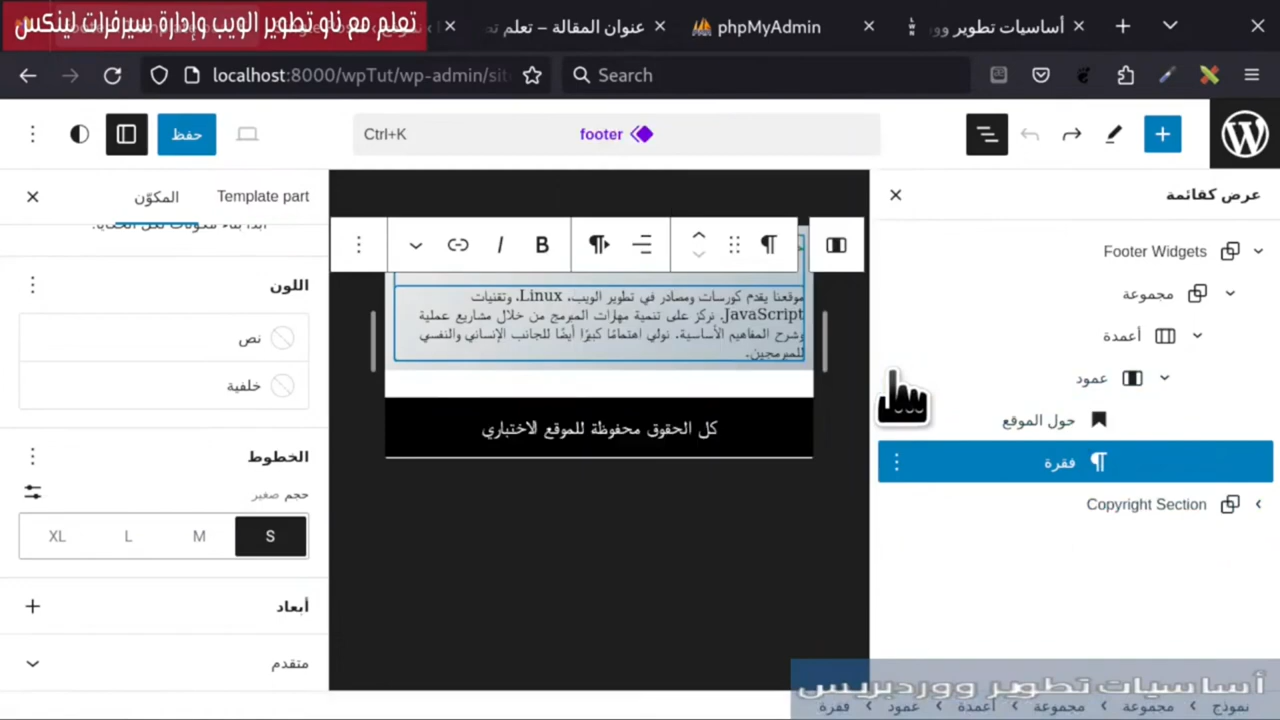 تعلم مع ناو تطوير الويب وإدارة سيرفرات لينكس
عنوان المقالة – تعلم
phpMyAdmin
أساسيات تطوير وور
localhost:8000/wpTut/wp-admin/sit
Search
حفظ
Ctrl+K
footer
المكوّن
Template part
عرض كقائمة
اللون
نص
خلفية
الخطوط
حجم صغير
XL
L
M
S
أبعاد
متقدم
B
I
موقعنا يقدم كورسات ومصادر في تطوير الويب، Linux، وتقنيات
JavaScript. نركز على تنمية مهارات المبرمج من خلال مشاريع عملية
وشرح المفاهيم الأساسية. نولي اهتمامًا كبيرًا أيضًا للجانب الإنساني والنفسي
للمبرمجين.
كل الحقوق محفوظة للموقع الاختباري
Footer Widgets
مجموعة
أعمدة
عمود
حول الموقع
فقرة
Copyright Section
أساسيات تطوير ووردبريس
نموذج › مجموعة › مجموعة › أعمدة › عمود › فقرة